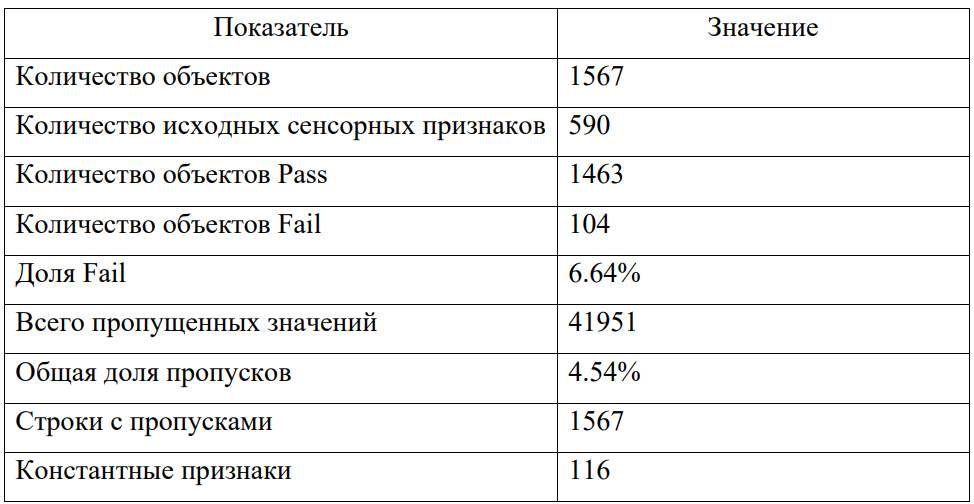 Показатель Значение
Количество объектов 1567
Количество исходных сенсорных признаков 590
Количество объектов Pass 1463
Количество объектов Fail 104
Доля Fail 6.64%
Всего пропущенных значений 41951
Общая доля пропусков 4.54%
Строки с пропусками 1567
Константные признаки 116